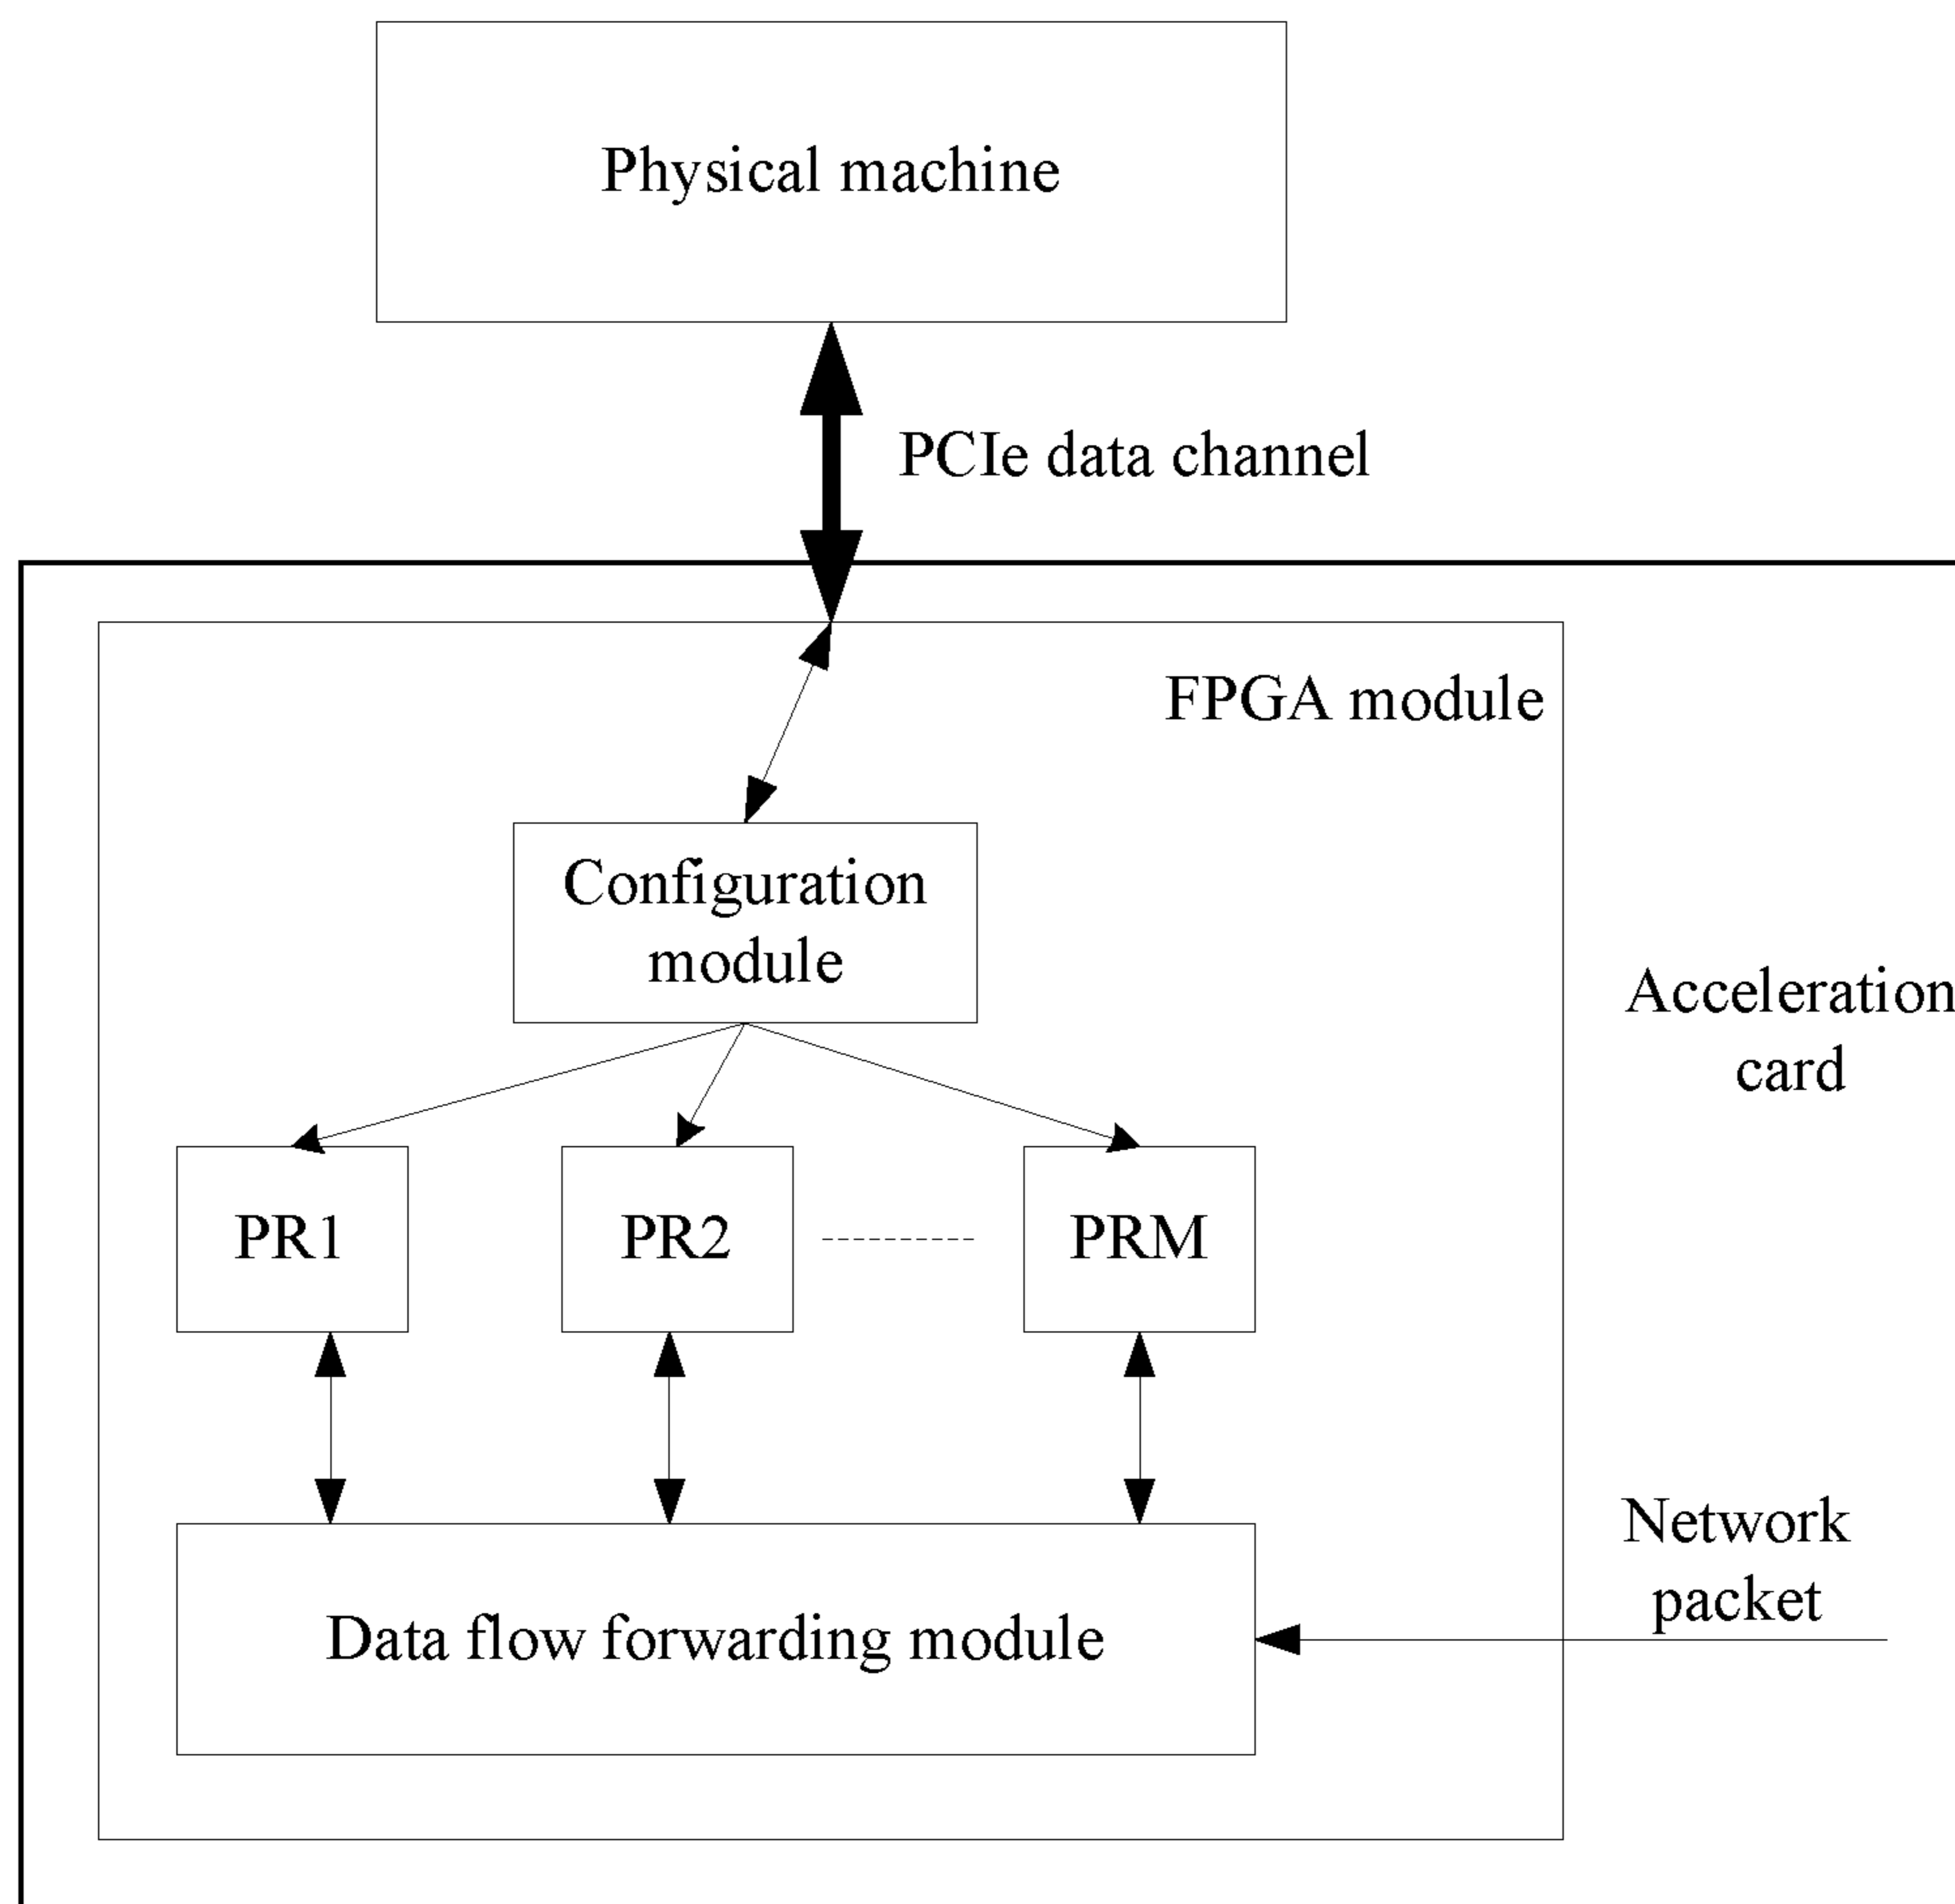 Physical machine
PCIe data channel
FPGA module
Configuration
module
Acceleration
card
PR1
PR2
PRM
Network
packet
Data flow forwarding module